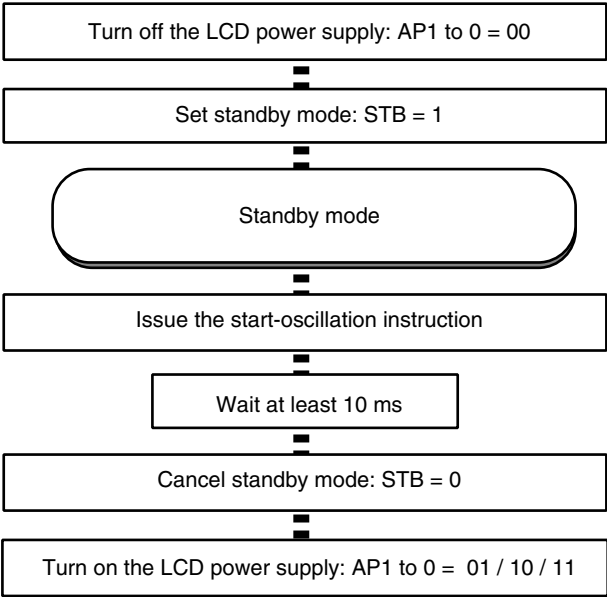 Turn off the LCD power supply: AP1 to 0 = 00
Set standby mode: STB = 1
Standby mode
Issue the start-oscillation instruction
Wait at least 10 ms
Cancel standby mode: STB = 0
Turn on the LCD power supply: AP1 to 0 = 01 / 10 / 11